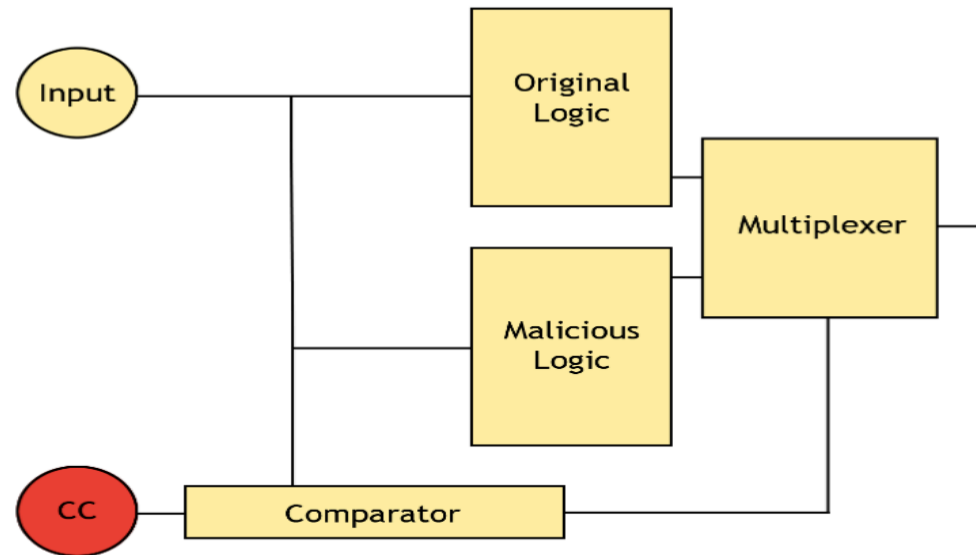 Input
Original
Logic
Multiplexer
Malicious
Logic
CC
Comparator